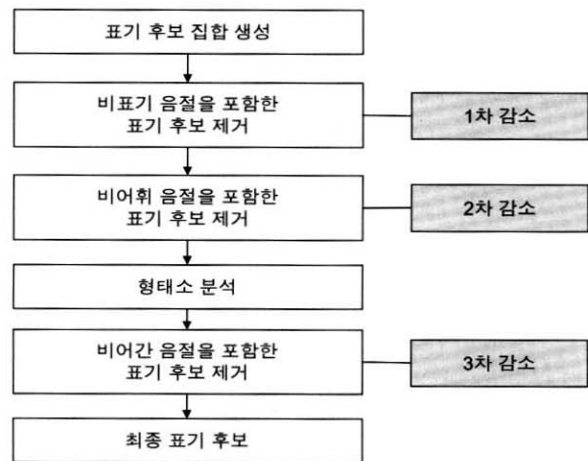 표기 후보 집합 생성
비표기 음절을 포함한
표기 후보 제거
1차 감소
비어휘 음절을 포함한
표기 후보 제거
2차 감소
형태소 분석
비어간 음절을 포함한
표기 후보 제거
3차 감소
최종 표기 후보